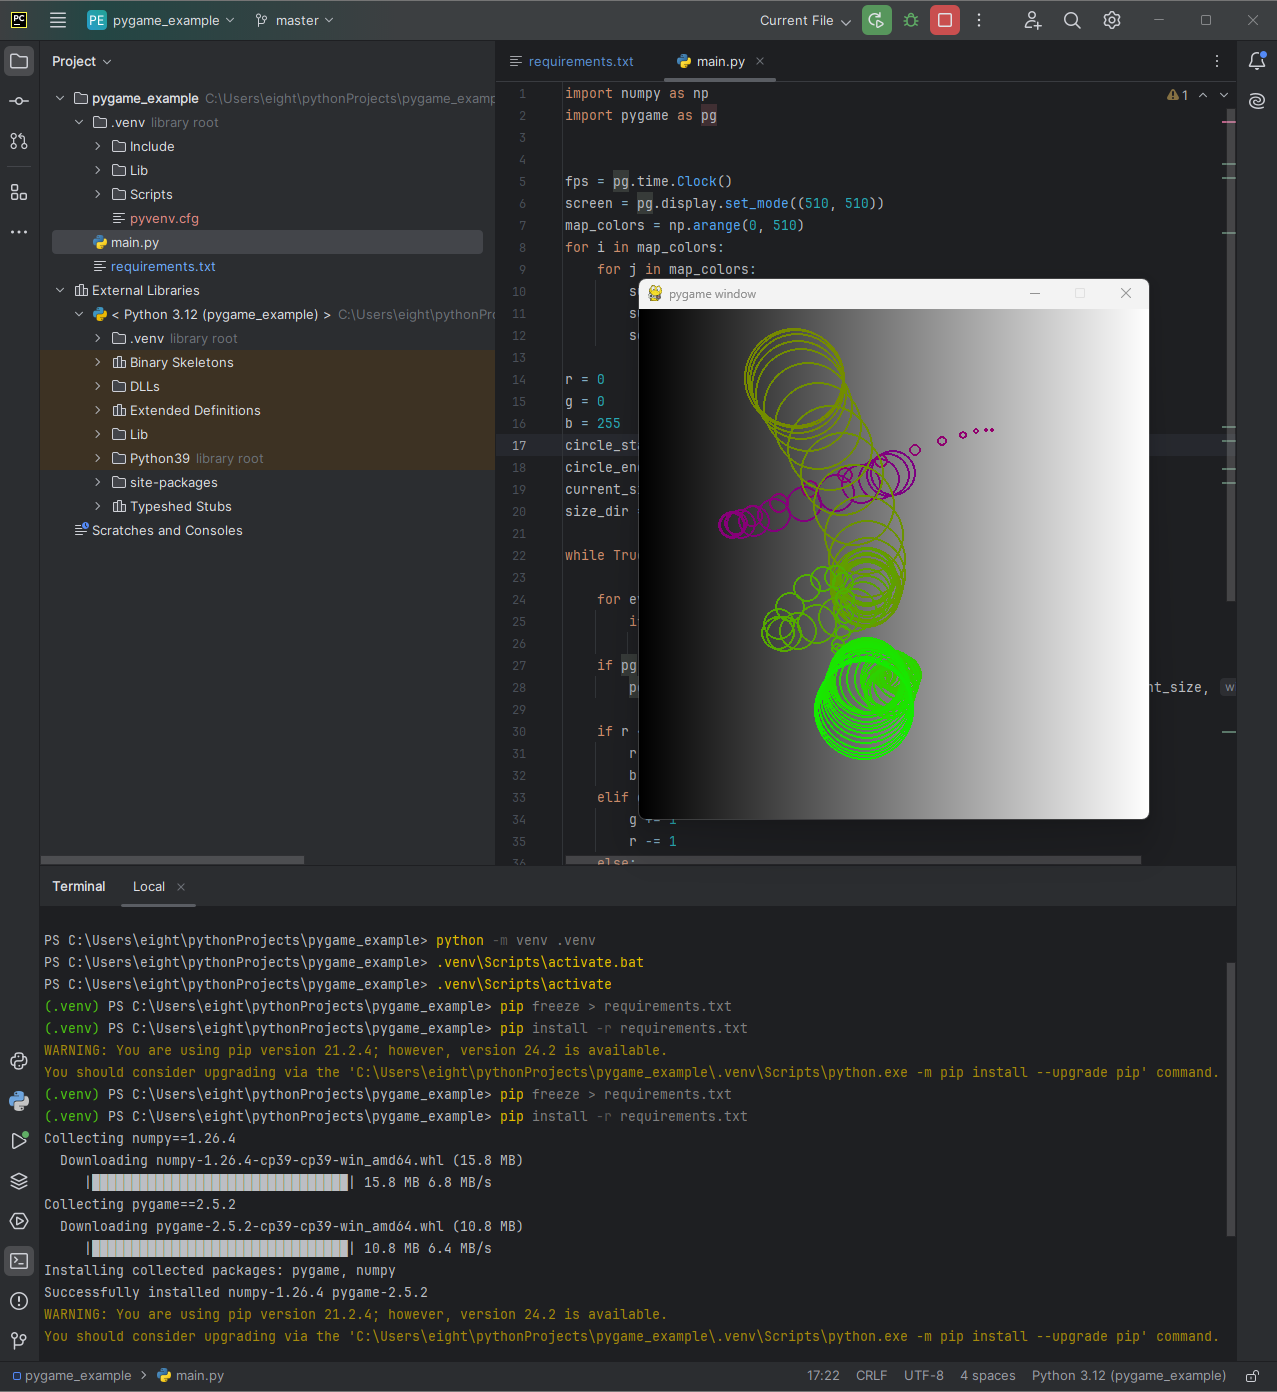 PC
PE pygame_example
master
Current File
Project
pygame_example C:\Users\eight\pythonProjects\pygame_examp
.venv library root
Include
Lib
Scripts
pyvenv.cfg
main.py
requirements.txt
External Libraries
< Python 3.12 (pygame_example) > C:\Users\eight\pythonPr
.venv library root
Binary Skeletons
DLLs
Extended Definitions
Lib
Python39 library root
site-packages
Typeshed Stubs
Scratches and Consoles
requirements.txt
main.py
1
1 import numpy as np
2 import pygame as pg
3
4
5 fps = pg.time.Clock()
6 screen = pg.display.set_mode((510, 510))
7 map_colors = np.arange(0, 510)
8 for i in map_colors:
9 for j in map_colors:
10 s
11 s
12 s
13
14 r = 0
15 g = 0
16 b = 255
17 circle_sta
18 circle_en
19 current_s
20 size_dir =
21
22 while Tru
23
24 for e
25 i
26
27 if pg
28 p nt_size, w
29
30 if r
31 r
32 b
33 elif
34 g += 1
35 r -= 1
36 else:
pygame window
Terminal
Local
PS C:\Users\eight\pythonProjects\pygame_example> python -m venv .venv
PS C:\Users\eight\pythonProjects\pygame_example> .venv\Scripts\activate.bat
PS C:\Users\eight\pythonProjects\pygame_example> .venv\Scripts\activate
(.venv) PS C:\Users\eight\pythonProjects\pygame_example> pip freeze > requirements.txt
(.venv) PS C:\Users\eight\pythonProjects\pygame_example> pip install -r requirements.txt
WARNING: You are using pip version 21.2.4; however, version 24.2 is available.
You should consider upgrading via the 'C:\Users\eight\pythonProjects\pygame_example\.venv\Scripts\python.exe -m pip install --upgrade pip' command.
(.venv) PS C:\Users\eight\pythonProjects\pygame_example> pip freeze > requirements.txt
(.venv) PS C:\Users\eight\pythonProjects\pygame_example> pip install -r requirements.txt
Collecting numpy==1.26.4
Downloading numpy-1.26.4-cp39-cp39-win_amd64.whl (15.8 MB)
|████████████████████████████████| 15.8 MB 6.8 MB/s
Collecting pygame==2.5.2
Downloading pygame-2.5.2-cp39-cp39-win_amd64.whl (10.8 MB)
|████████████████████████████████| 10.8 MB 6.4 MB/s
Installing collected packages: pygame, numpy
Successfully installed numpy-1.26.4 pygame-2.5.2
WARNING: You are using pip version 21.2.4; however, version 24.2 is available.
You should consider upgrading via the 'C:\Users\eight\pythonProjects\pygame_example\.venv\Scripts\python.exe -m pip install --upgrade pip' command.
pygame_example > main.py
17:22 CRLF UTF-8 4 spaces Python 3.12 (pygame_example)